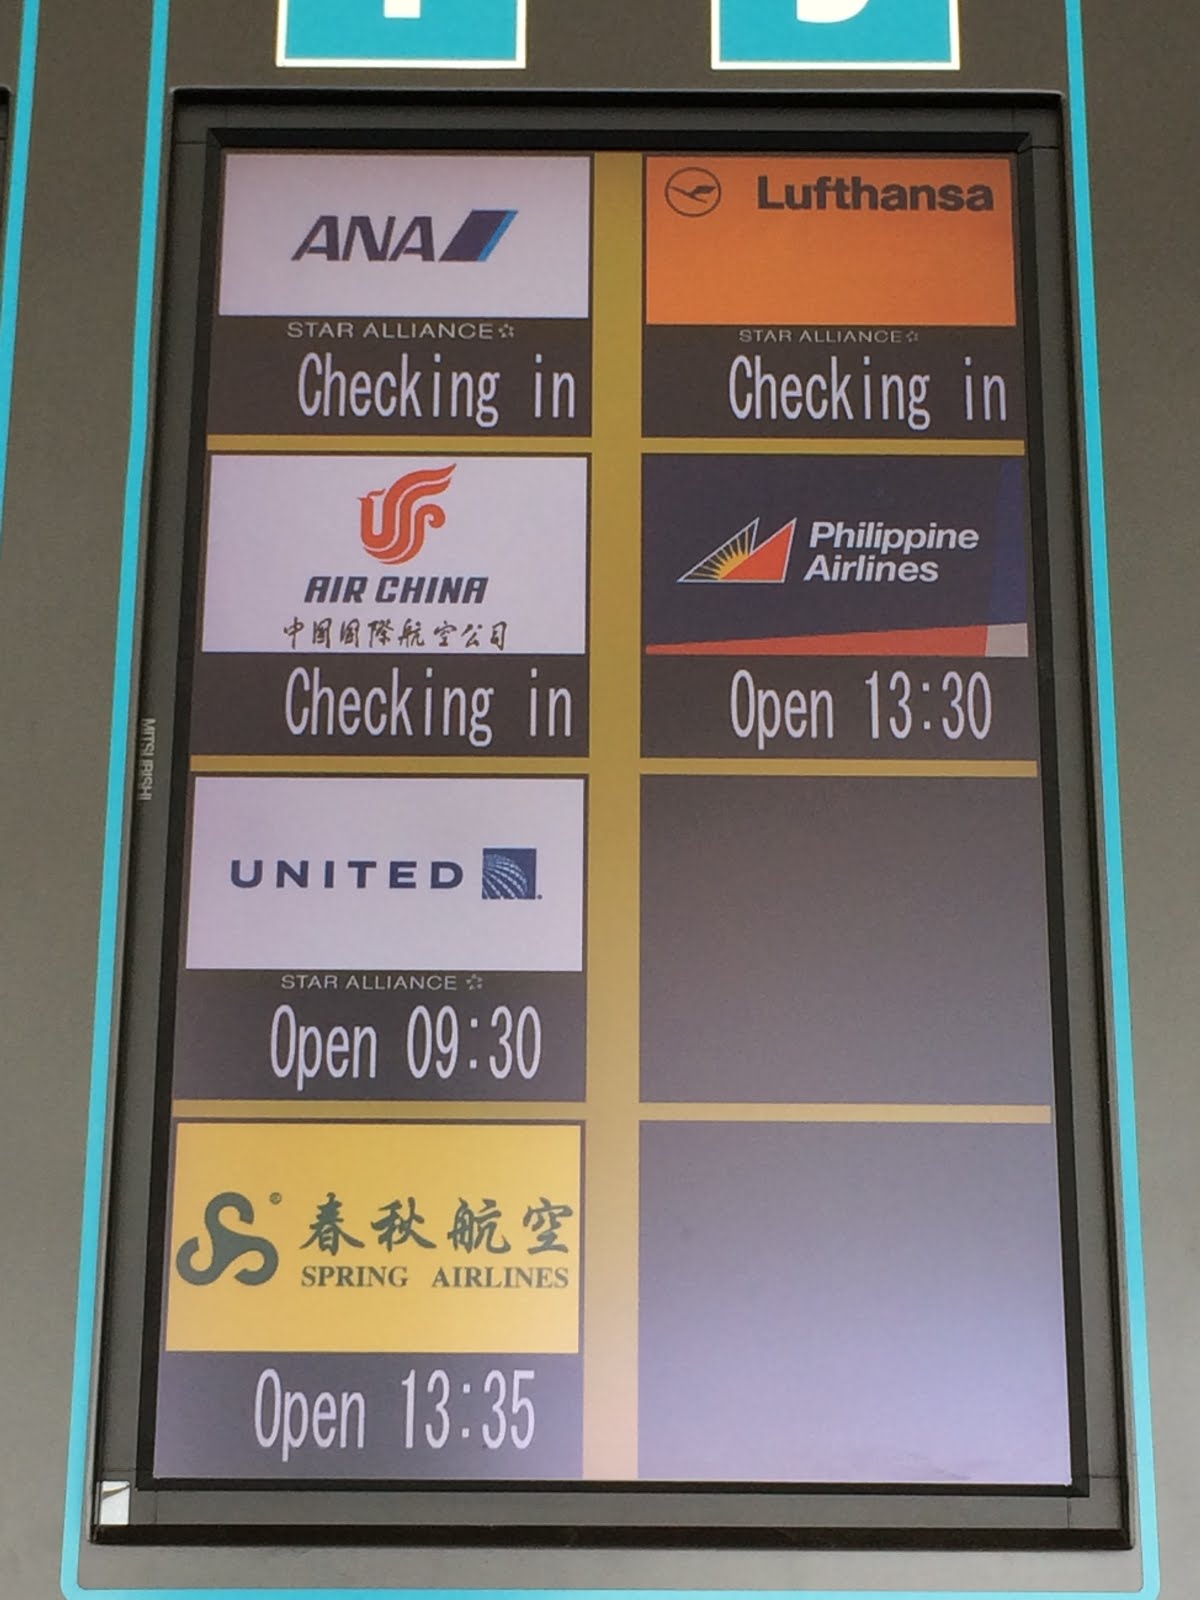 ANA
STAR ALLIANCE
Checking in
AIR CHINA
中国国際航空公司
Checking in
UNITED
STAR ALLIANCE
Open 09:30
春秋航空
SPRING AIRLINES
Open 13:35
Lufthansa
STAR ALLIANCE
Checking in
Philippine
Airlines
Open 13:30
MITSUBISHI